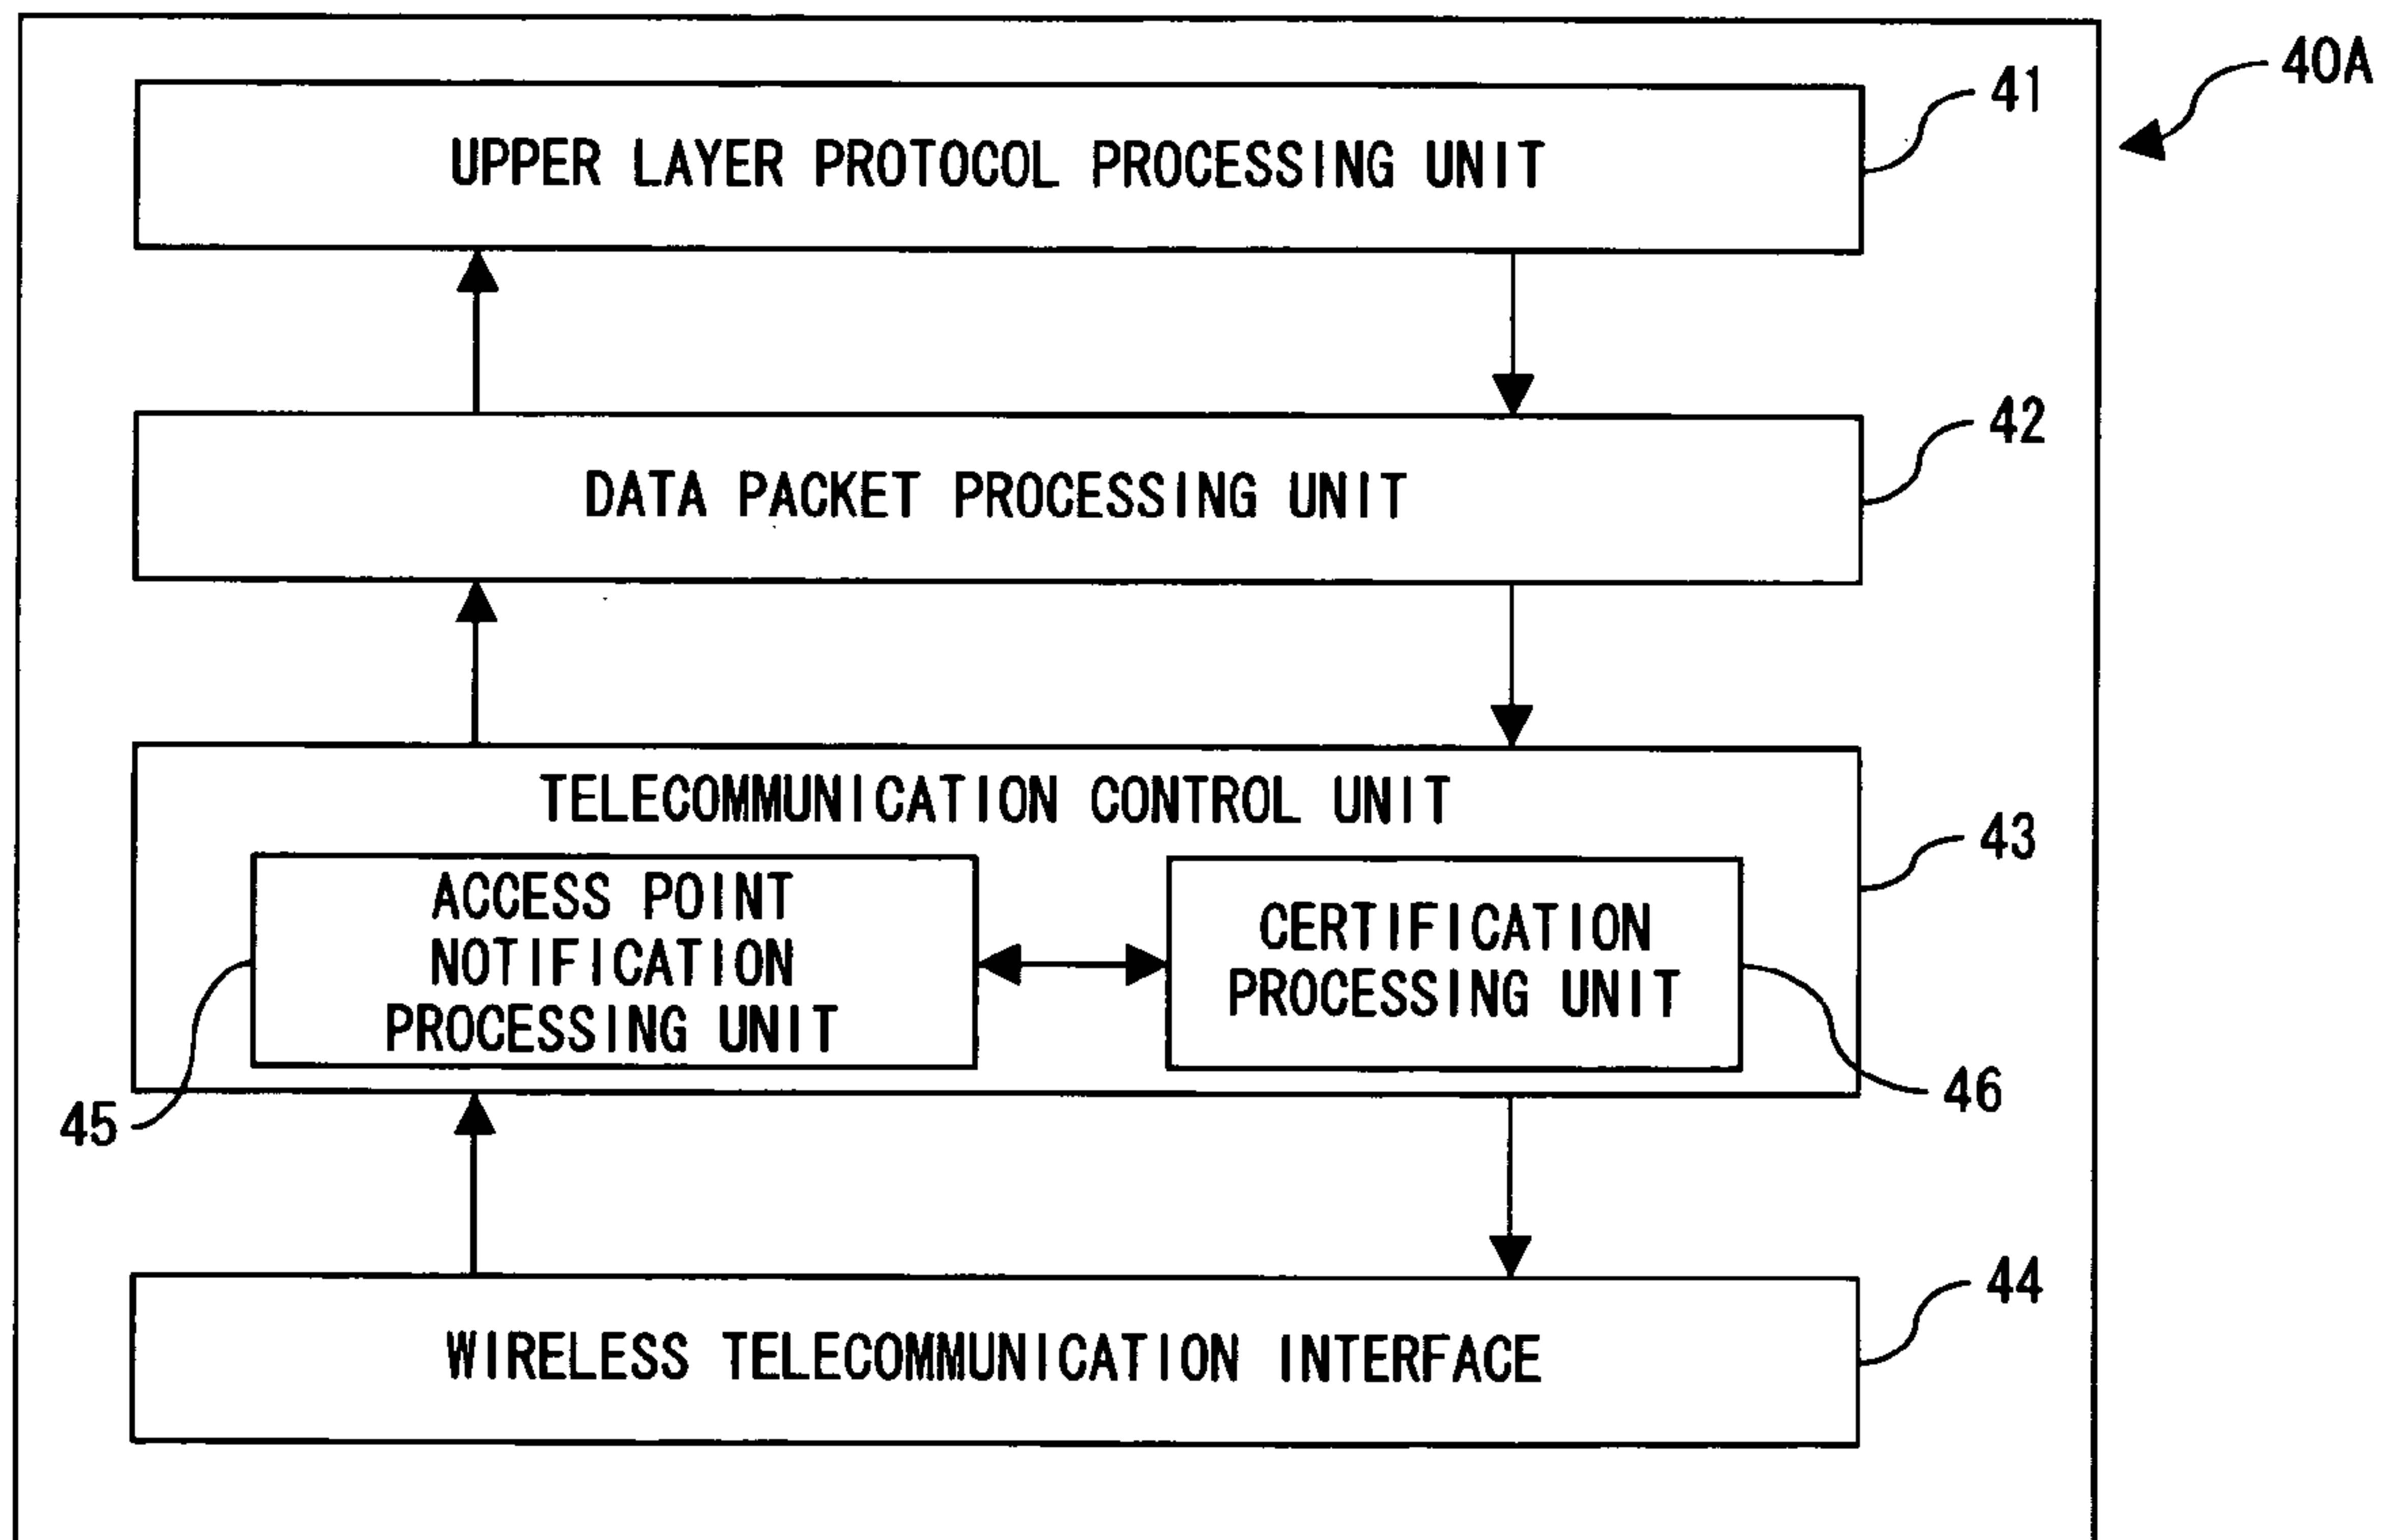 40A
41
UPPER LAYER PROTOCOL PROCESSING UNIT
42
DATA PACKET PROCESSING UNIT
TELECOMMUNICATION CONTROL UNIT
43
ACCESS POINT
NOTIFICATION
PROCESSING UNIT
CERTIFICATION
PROCESSING UNIT
45
46
44
WIRELESS TELECOMMUNICATION INTERFACE